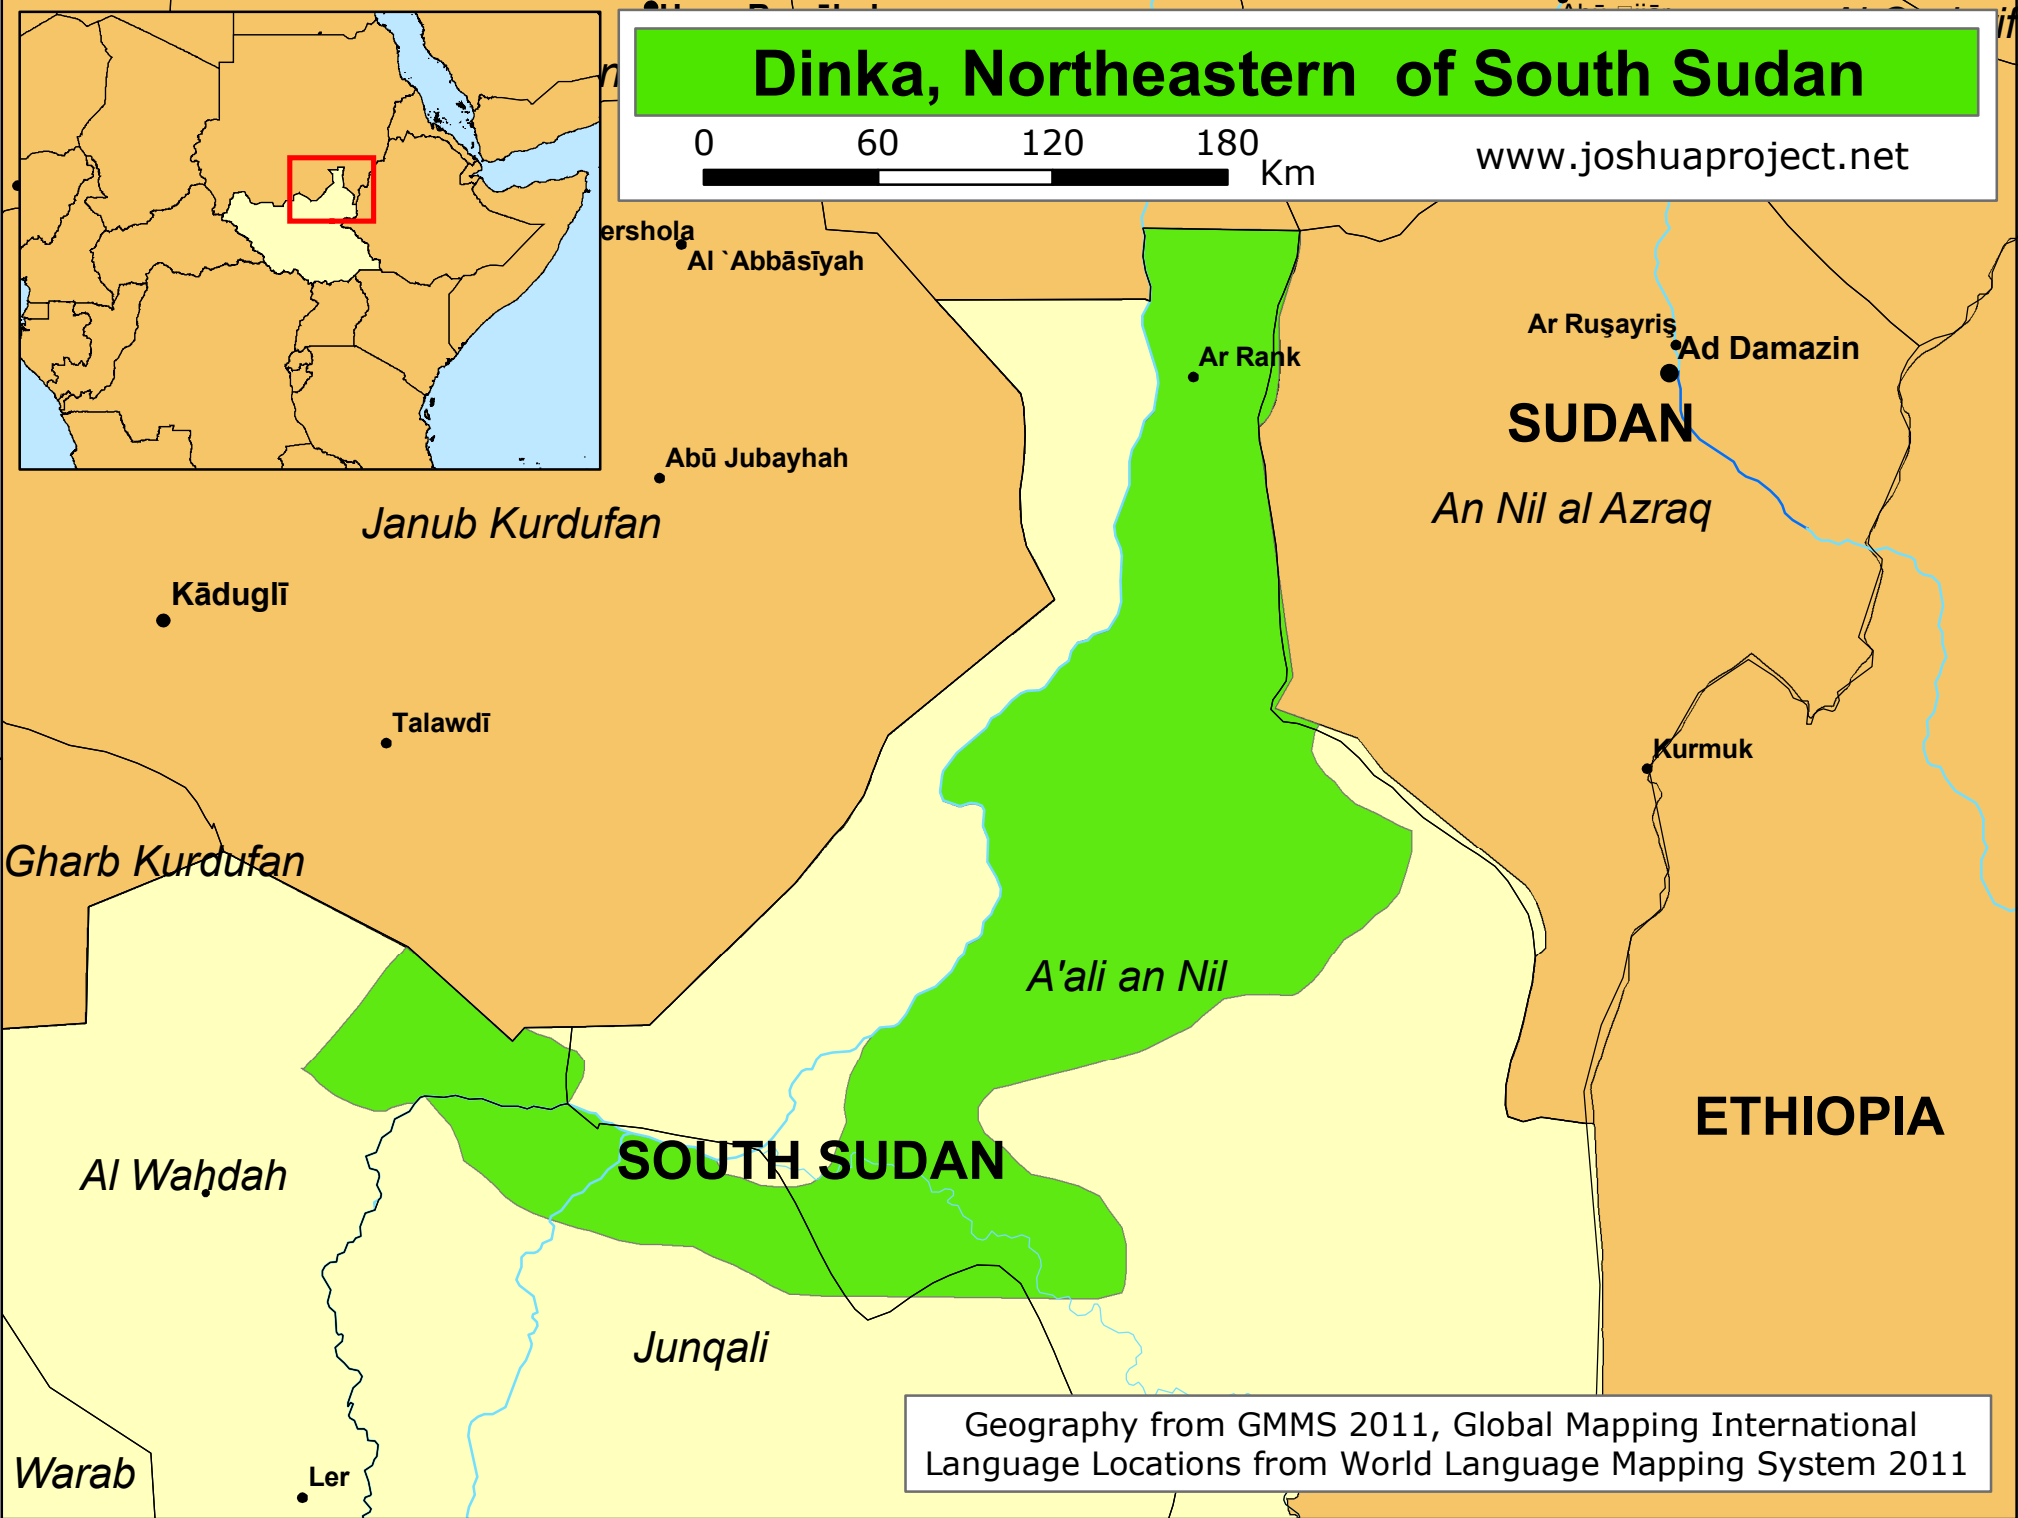 Dinka, Northeastern of South Sudan
0 60 120 180
Km
www.joshuaproject.net
ershola
Al `Abbāsīyah
Ar Ruşayriş
Ad Damazin
Ar Rank
SUDAN
Abū Jubayhah
An Nil al Azraq
Janub Kurdufan
Kāduglī
Talawdī
Kurmuk
Gharb Kurdufan
A'ali an Nil
ETHIOPIA
SOUTH SUDAN
Al Waḩdah
Junqali
Warab
Ler
Geography from GMMS 2011, Global Mapping International
Language Locations from World Language Mapping System 2011